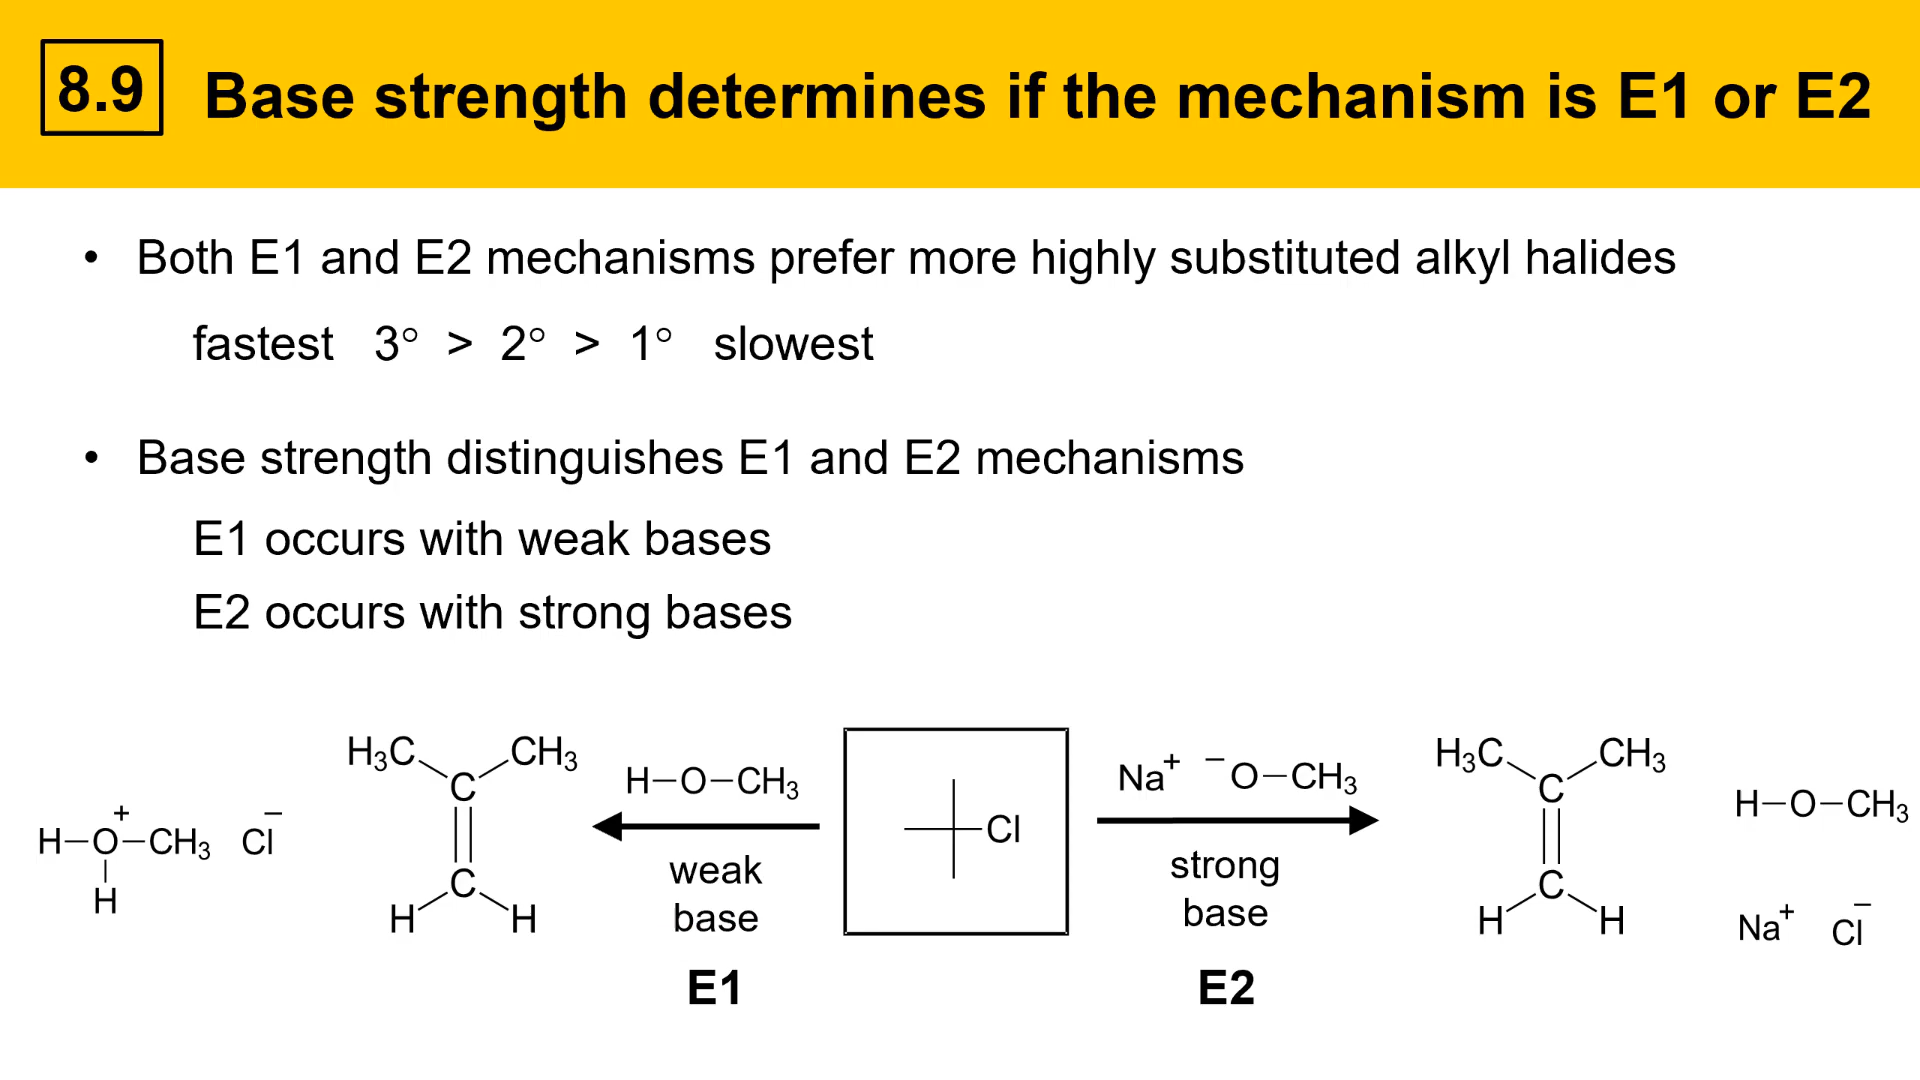 8.9 Base strength determines if the mechanism is E1 or E2
• Both E1 and E2 mechanisms prefer more highly substituted alkyl halides
fastest 3° > 2° > 1° slowest
• Base strength distinguishes E1 and E2 mechanisms
E1 occurs with weak bases
E2 occurs with strong bases
H–O⁺–CH₃ Cl⁻
H
H₃C CH₃
C
C
H H
H–O–CH₃
weak
base
E1
Cl
Na⁺ ⁻O–CH₃
strong
base
E2
H₃C CH₃
C
C
H H
H–O–CH₃
Na⁺ Cl⁻